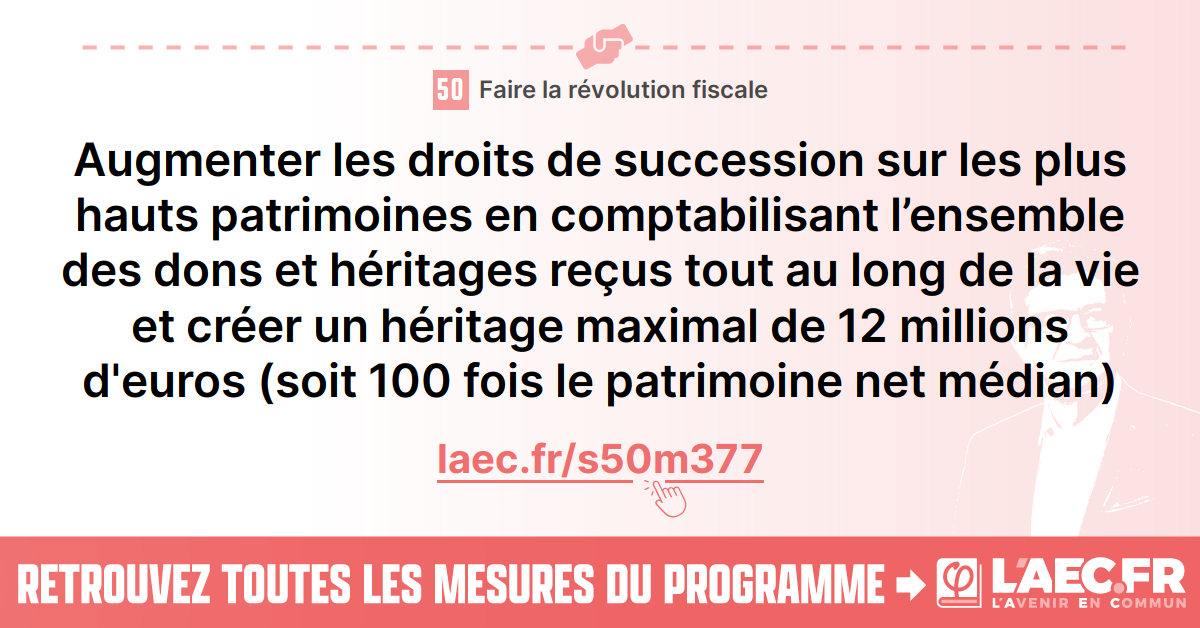 50 Faire la révolution fiscale
Augmenter les droits de succession sur les plus
hauts patrimoines en comptabilisant l’ensemble
des dons et héritages reçus tout au long de la vie
et créer un héritage maximal de 12 millions
d'euros (soit 100 fois le patrimoine net médian)
laec.fr/s50m377
RETROUVEZ TOUTES LES MESURES DU PROGRAMME
L'AEC.FR
L'AVENIR EN COMMUN